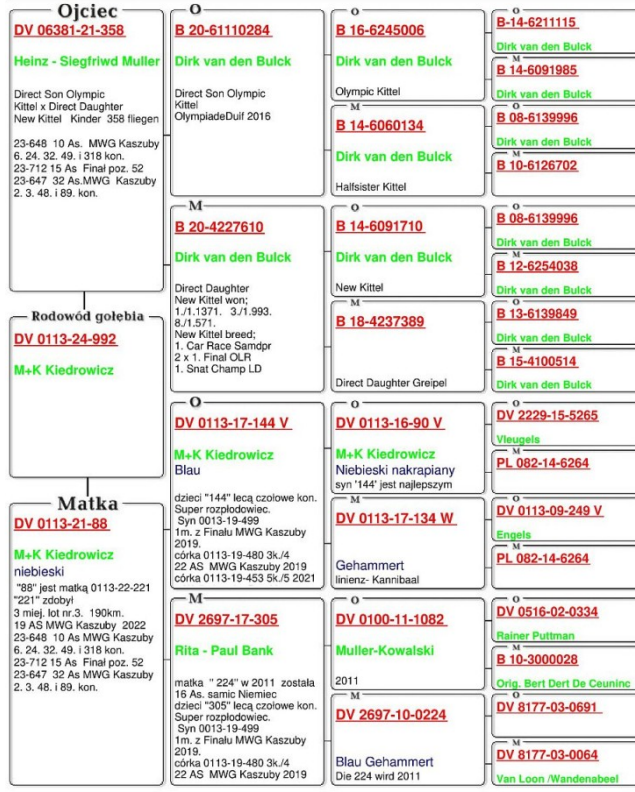 Ojciec
DV 06381-21-358
Heinz - Siegfriwd Muller
Direct Son Olympic
Kittel x Direct Daughter
New Kittel Kinder 358 fliegen
23-648 10 As. MWG Kaszuby
6. 24. 32. 49. i 318 kon.
23-712 15 As Finał poz. 52
23-647 32 As.MWG Kaszuby
2. 3. 48. i 89. kon.
Rodowód gołębia
DV 0113-24-992
M+K Kiedrowicz
Matka
DV 0113-21-88
M+K Kiedrowicz
niebieski
"88" jest matką 0113-22-221
"221" zdobył
3 miej. lot nr.3. 190km.
19 AS MWG Kaszuby 2022
23-648 10 As MWG Kaszuby
6. 24. 32. 49. i 318 kon.
23-712 15 As Finał poz. 52
23-647 32 As MWG Kaszuby
2. 3. 48. i 89. kon.
O
B 20-61110284
Dirk van den Bulck
Direct Son Olympic
Kittel
OlympiadeDuif 2016
M
B 20-4227610
Dirk van den Bulck
Direct Daughter
New Kittel won;
1./1.1371. 3./1.993.
8./1.571.
New Kittel breed;
1. Car Race Samdpr
2 x 1. Final OLR
1. Snat Champ LD
O
DV 0113-17-144 V
M+K Kiedrowicz
Blau
dzieci "144" lecą czołowe kon.
Super rozpłodowiec.
Syn 0013-19-499
1m. z Finału MWG Kaszuby
2019.
córka 0113-19-480 3k./4
22 AS MWG Kaszuby 2019
córka 0113-19-453 5k./5 2021
M
DV 2697-17-305
Rita - Paul Bank
matka " 224" w 2011 została
16 As. samic Niemiec
dzieci "305" lecą czołowe kon.
Super rozpłodowiec.
Syn 0013-19-499
1m. z Finału MWG Kaszuby
2019.
córka 0113-19-480 3k./4
22 AS MWG Kaszuby 2019
O
B 16-6245006
Dirk van den Bulck
Olympic Kittel
M
B 14-6060134
Dirk van den Bulck
Halfsister Kittel
O
B 14-6091710
Dirk van den Bulck
New Kittel
M
B 18-4237389
Direct Daughter Greipel
O
DV 0113-16-90 V
M+K Kiedrowicz
Niebieski nakrapiany
syn '144' jest najlepszym
M
DV 0113-17-134 W
Gehammert
linienz- Kannibaal
O
DV 0100-11-1082
Muller-Kowalski
2011
M
DV 2697-10-0224
Blau Gehammert
Die 224 wird 2011
O
B-14-6211115
Dirk van den Bulck
M
B 14-6091985
Dirk van den Bulck
O
B 08-6139996
Dirk van den Bulck
M
B 10-6126702
O
B 08-6139996
Dirk van den Bulck
M
B 12-6254038
Dirk van den Bulck
O
B 13-6139849
Dirk van den Bulck
M
B 15-4100514
Dirk van den Bulck
O
DV 2229-15-5265
Vleugels
M
PL 082-14-6264
O
DV 0113-09-249 V
Engels
M
PL 082-14-6264
O
DV 0516-02-0334
Rainer Puttman
M
B 10-3000028
Orig. Bert Dert De Ceuninc
O
DV 8177-03-0691
M
DV 8177-03-0064
Van Loon /Wandenabeel